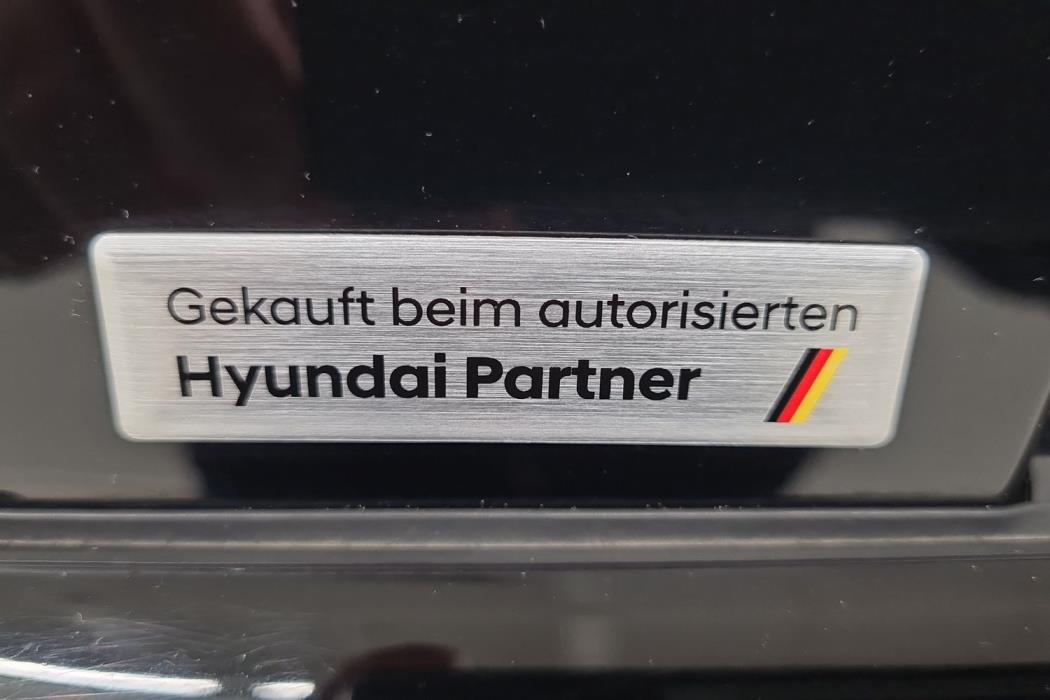 Gekauft beim autorisierten
Hyundai Partner